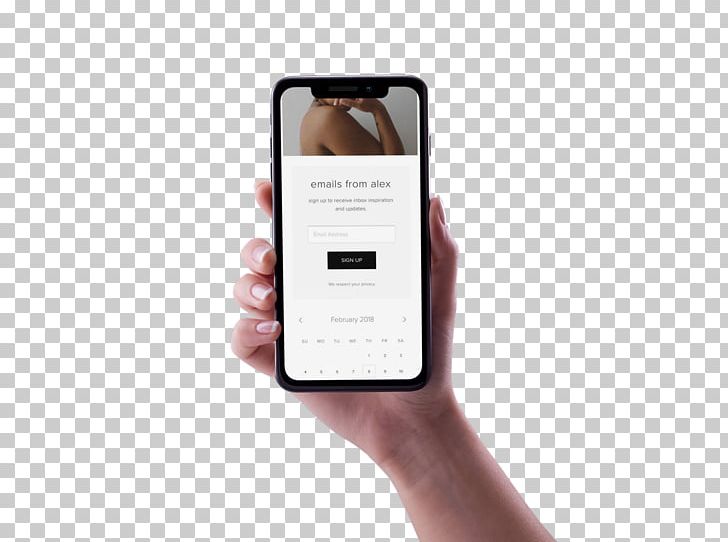 emails from alex
sign up to receive inbox inspiration
and updates.
Email Address
SIGN UP
We respect your privacy.
February 2018
SU MO TU WE TH FR SA
1 2 3
4 5 6 7 8 9 10